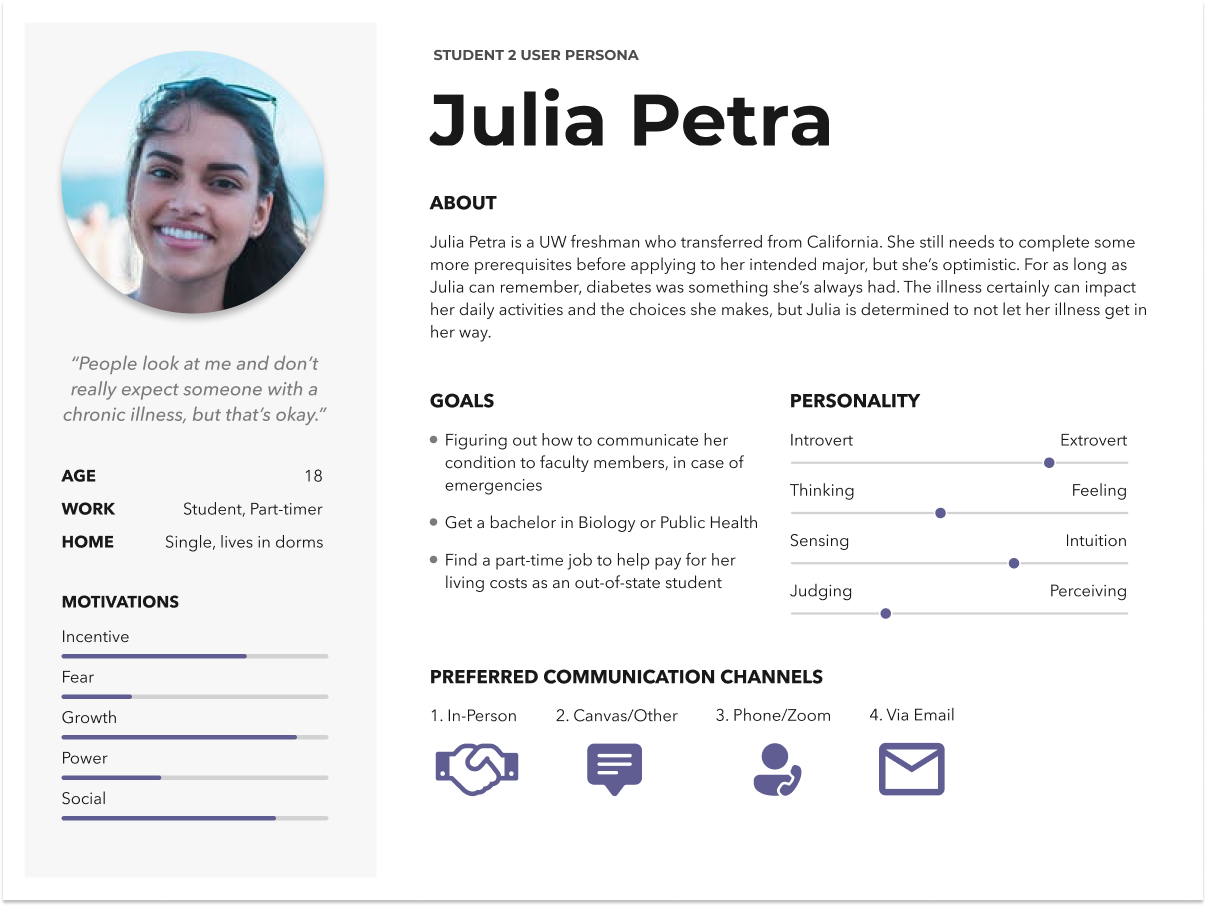 STUDENT 2 USER PERSONA
Julia Petra
ABOUT
Julia Petra is a UW freshman who transferred from California. She still needs to complete some
more prerequisites before applying to her intended major, but she’s optimistic. For as long as
Julia can remember, diabetes was something she’s always had. The illness certainly can impact
her daily activities and the choices she makes, but Julia is determined to not let her illness get in
her way.
“People look at me and don’t
really expect someone with a
chronic illness, but that’s okay.”
AGE 18
WORK Student, Part-timer
HOME Single, lives in dorms
MOTIVATIONS
Incentive
Fear
Growth
Power
Social
GOALS
Figuring out how to communicate her
condition to faculty members, in case of
emergencies
Get a bachelor in Biology or Public Health
Find a part-time job to help pay for her
living costs as an out-of-state student
PERSONALITY
Introvert Extrovert
Thinking Feeling
Sensing Intuition
Judging Perceiving
PREFERRED COMMUNICATION CHANNELS
1. In-Person 2. Canvas/Other 3. Phone/Zoom 4. Via Email